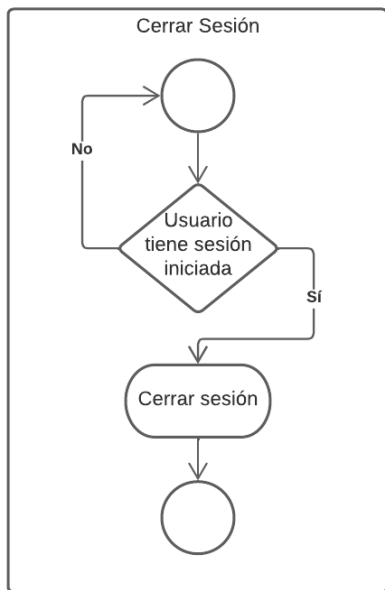 Cerrar Sesión
No
Usuario
tiene sesión
iniciada
Sí
Cerrar sesión